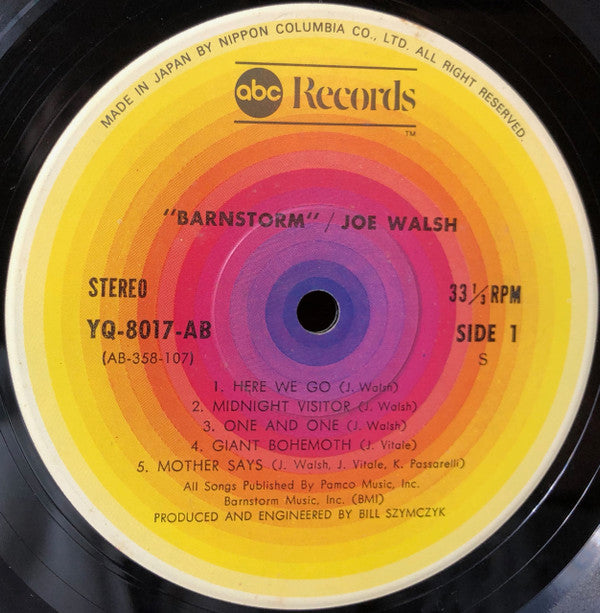 MADE IN JAPAN BY NIPPON COLUMBIA CO., LTD. ALL RIGHT RESERVED.
abc Records
TM
"BARNSTORM" / JOE WALSH
STEREO
33 1/3 RPM
YQ-8017-AB
SIDE 1
(AB-358-107)
S
1. HERE WE GO (J. Walsh)
2. MIDNIGHT VISITOR (J. Walsh)
3. ONE AND ONE (J. Walsh)
4. GIANT BOHEMOTH (J. Vitale)
5. MOTHER SAYS (J. Walsh, J. Vitale, K. Passarelli)
All Songs Published By Pamco Music, Inc.
Barnstorm Music, Inc. (BMI)
PRODUCED AND ENGINEERED BY BILL SZYMCZYK